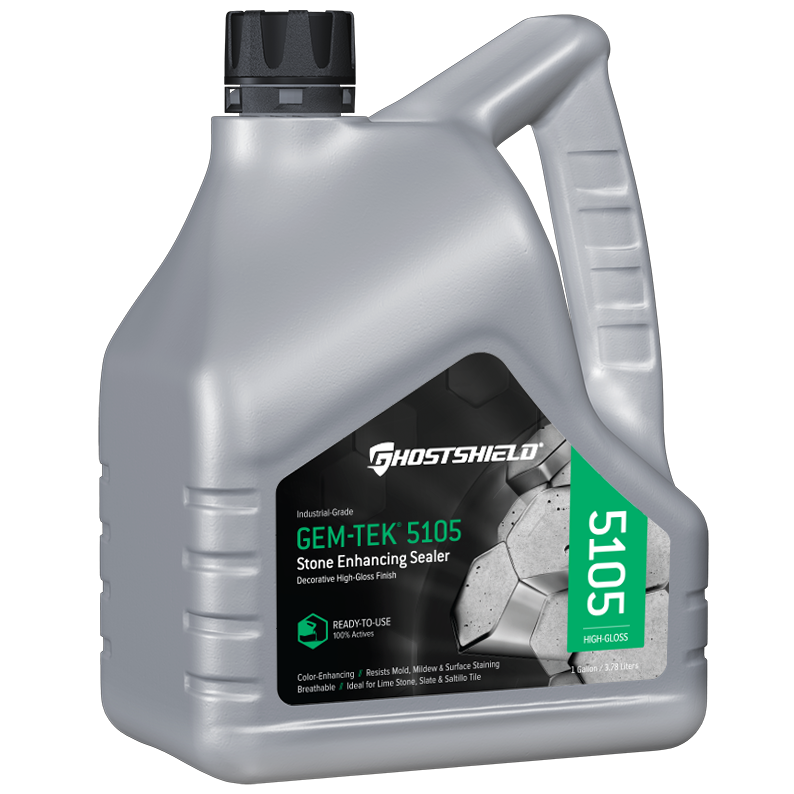 GHOSTSHIELD®
Industrial-Grade
GEM-TEK® 5105
Stone Enhancing Sealer
Decorative High-Gloss Finish
READY-TO-USE
100% Actives
Color-Enhancing // Resists Mold, Mildew & Surface Staining
Breathable // Ideal for Lime Stone, Slate & Saltillo Tile
5105
HIGH-GLOSS
1 Gallon / 3.78 Liters